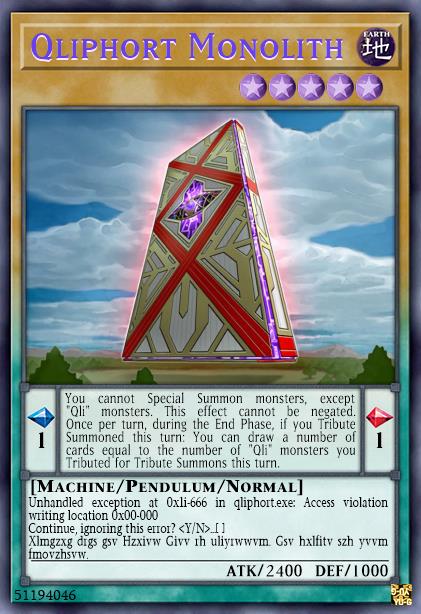 Qliphort Monolith
EARTH
地
You cannot Special Summon monsters, except
"Qli" monsters. This effect cannot be negated.
Once per turn, during the End Phase, if you Tribute
Summoned this turn: You can draw a number of
cards equal to the number of "Qli" monsters you
Tributed for Tribute Summons this turn.
1
1
[Machine/Pendulum/Normal]
Unhandled exception at 0xli-666 in qliphort.exe: Access violation
writing location 0x00-000
Continue, ignoring this error? <Y/N>_[ ]
Xlmgzxg drgs gsv Hzxivw Givv rh uliyrwwvm. Gsv hxlfitv szh yvvm
fmovzhsvw.
ATK/2400 DEF/1000
51194046